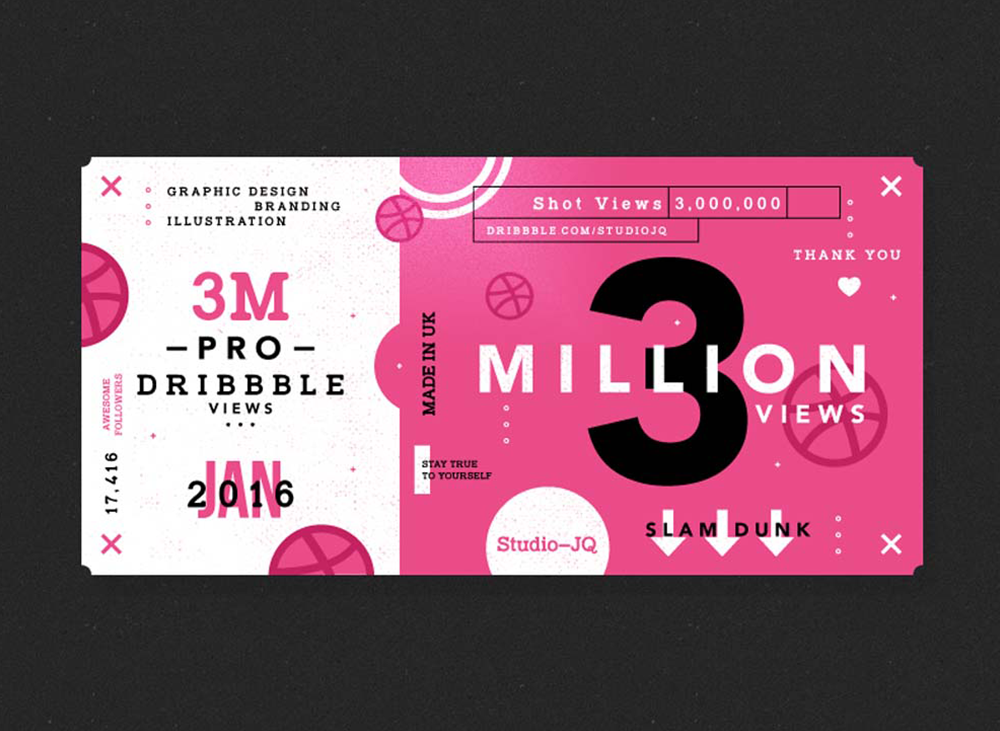 GRAPHIC DESIGN
BRANDING
ILLUSTRATION
3M
–PRO–
DRIBBBLE
VIEWS
...
JAN
2016
AWESOME
FOLLOWERS
17,416
MADE IN UK
STAY TRUE
TO YOURSELF
Shot Views 3,000,000
DRIBBBLE.COM/STUDIOJQ
THANK YOU
3
MILLION
VIEWS
Studio–JQ
SLAM DUNK